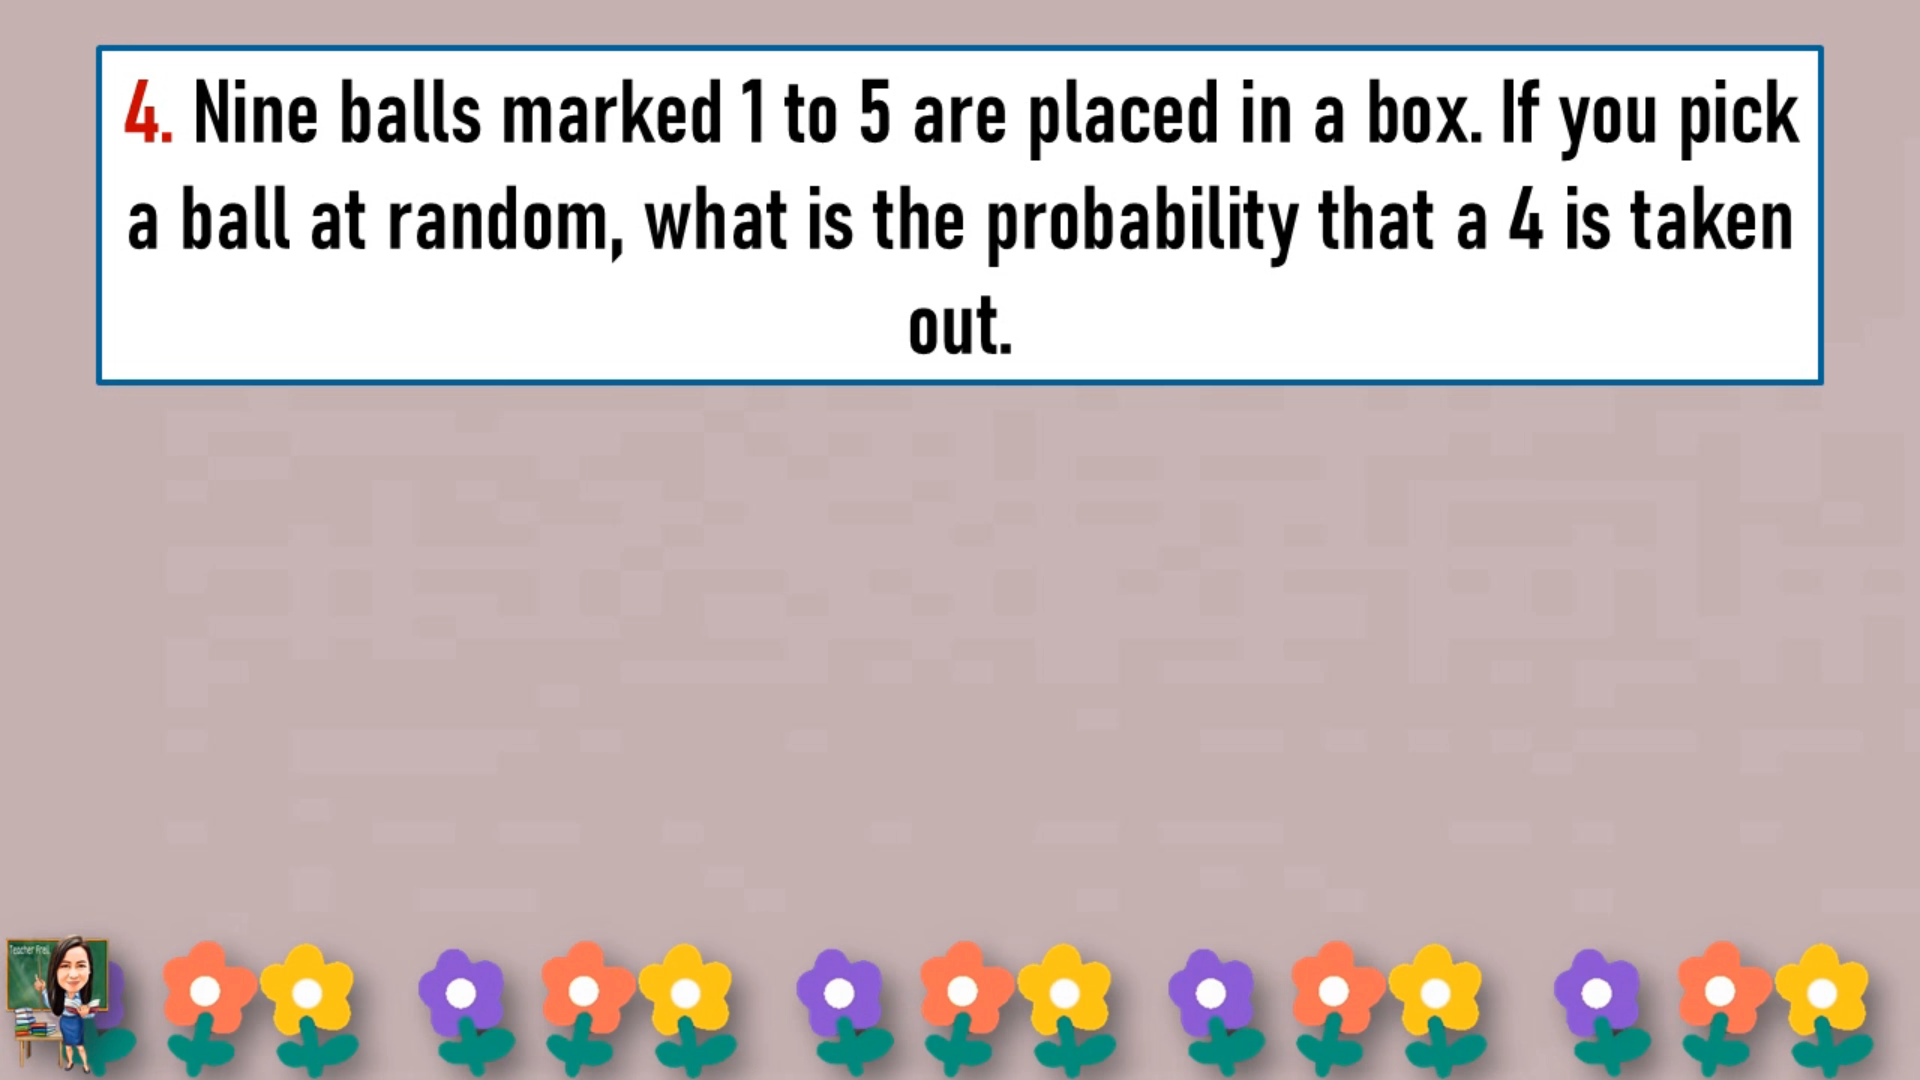 4. Nine balls marked 1 to 5 are placed in a box. If you pick
a ball at random, what is the probability that a 4 is taken
out.
Teacher